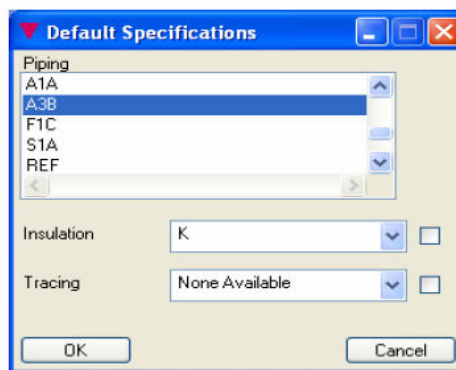 Default Specifications
Piping
A1A
A3B
F1C
S1A
REF
Insulation K
Tracing None Available
OK Cancel